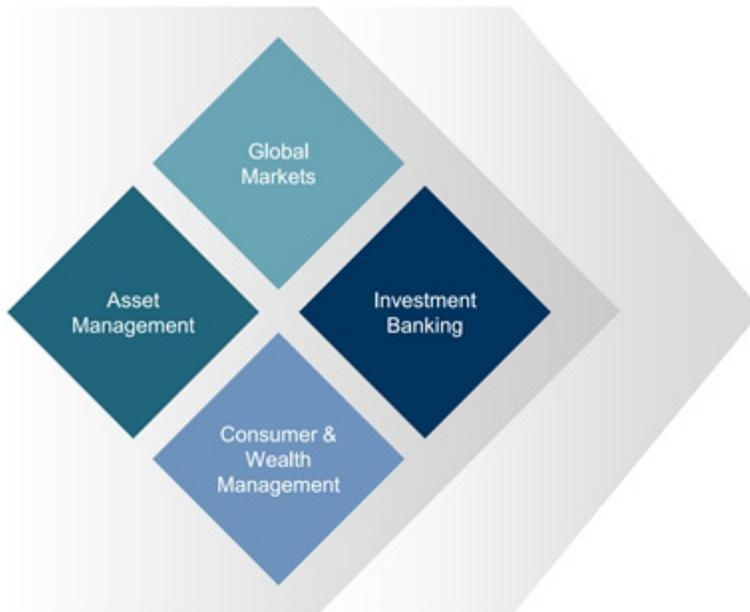 Global
Markets
Asset
Management
Investment
Banking
Consumer &
Wealth
Management